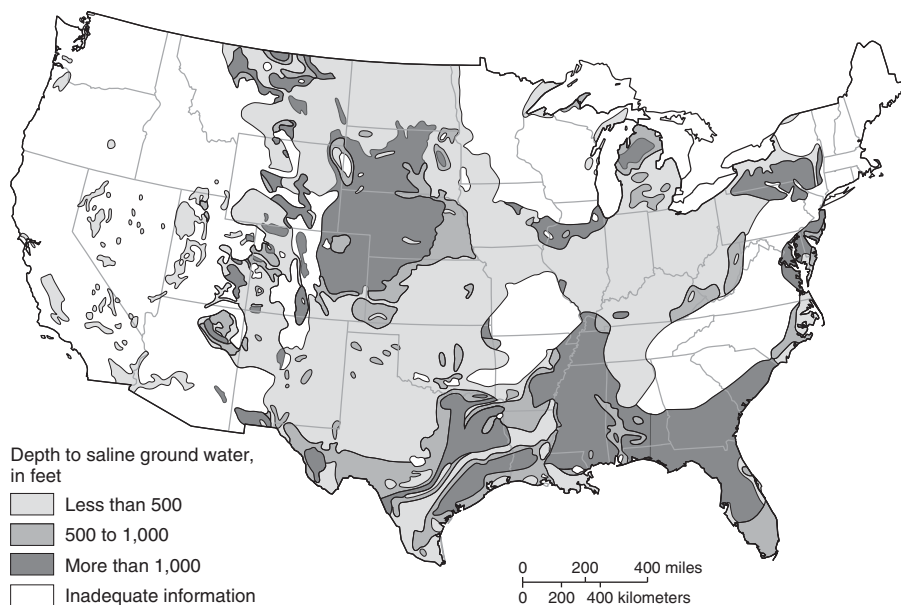 Depth to saline ground water,
in feet
Less than 500
500 to 1,000
More than 1,000
Inadequate information
0 200 400 miles
0 200 400 kilometers